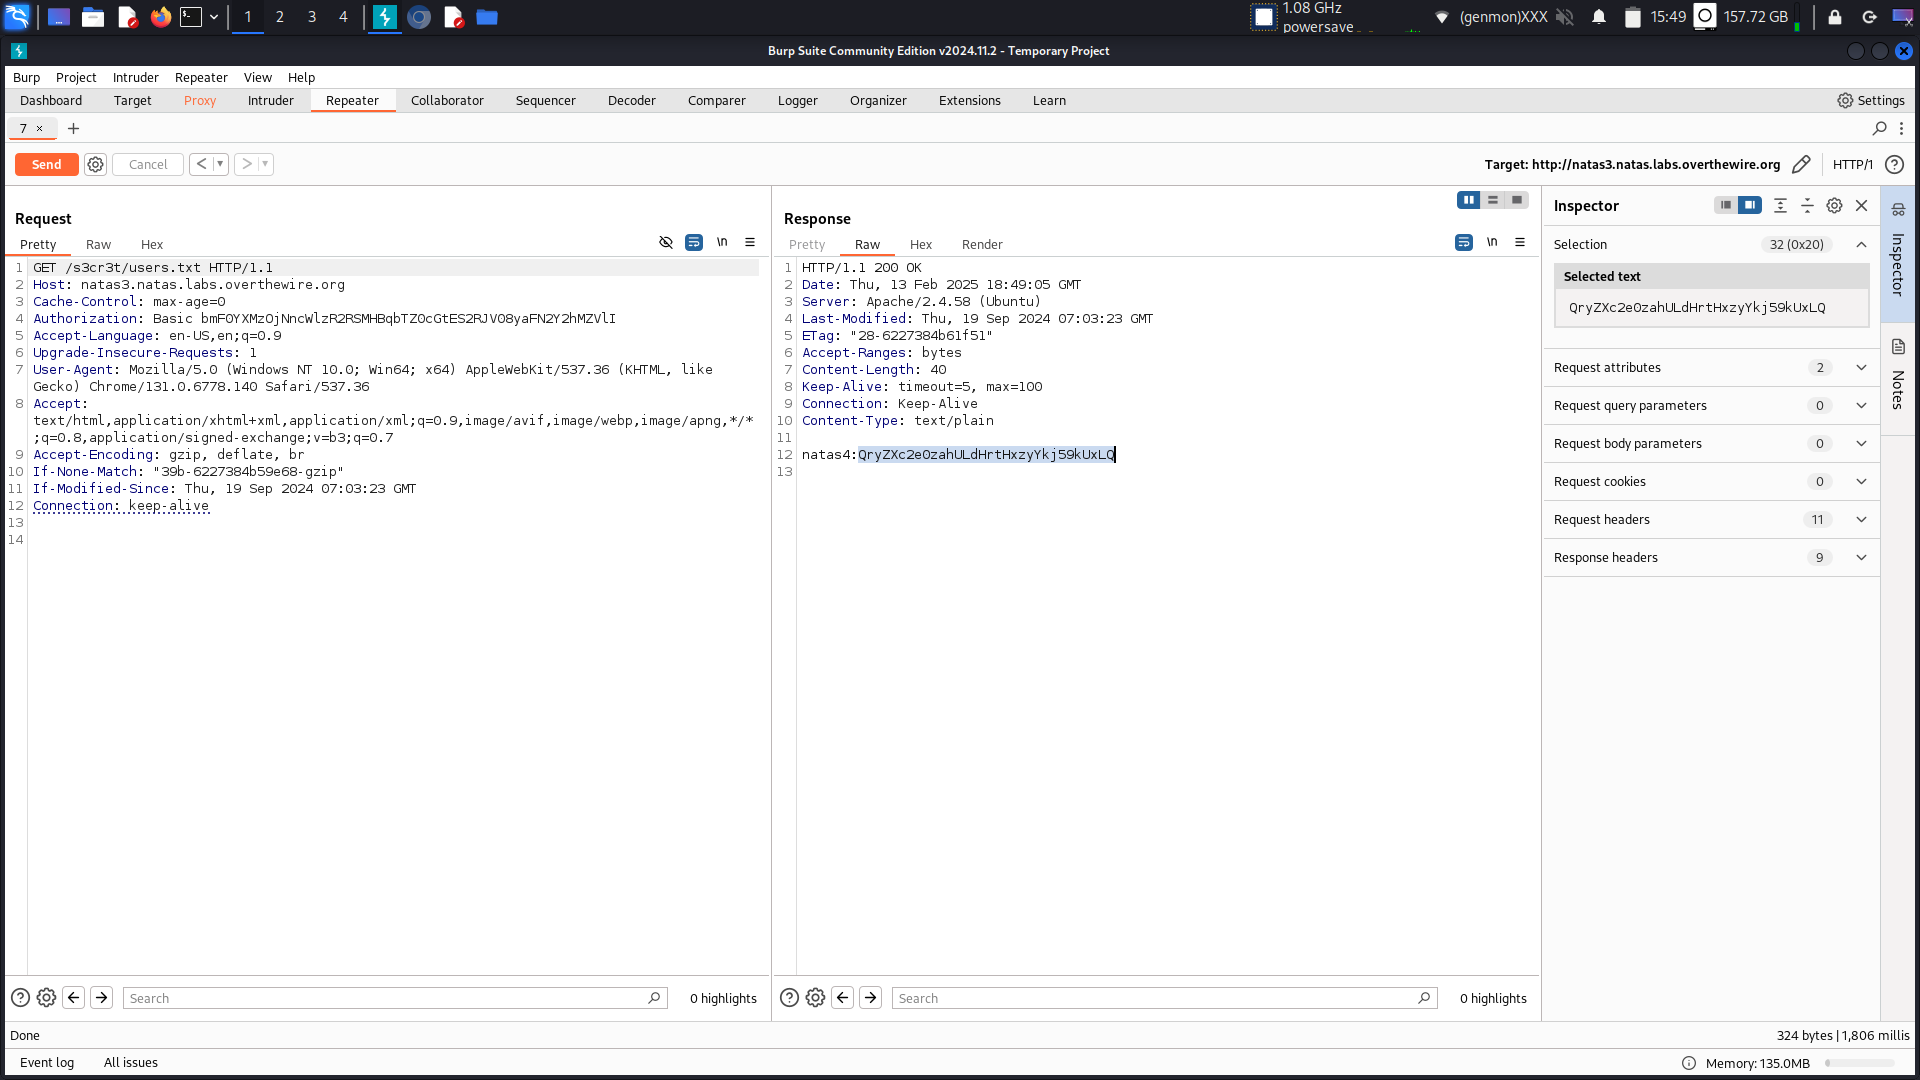 1 2 3 4
1.08 GHz
powersave
(genmon)XXX
15:49
157.72 GB
Burp Suite Community Edition v2024.11.2 - Temporary Project
Burp Project Intruder Repeater View Help
Dashboard Target Proxy Intruder Repeater Collaborator Sequencer Decoder Comparer Logger Organizer Extensions Learn Settings
7 × +
Send Cancel < >
Target: http://natas3.natas.labs.overthewire.org HTTP/1
Request
Pretty Raw Hex \n
1 GET /s3cr3t/users.txt HTTP/1.1
2 Host: natas3.natas.labs.overthewire.org
3 Cache-Control: max-age=0
4 Authorization: Basic bmF0YXMzOjNncWlzR2RSMHBqbTZ0cGtES2RJV08yaFN2Y2hMZVlI
5 Accept-Language: en-US,en;q=0.9
6 Upgrade-Insecure-Requests: 1
7 User-Agent: Mozilla/5.0 (Windows NT 10.0; Win64; x64) AppleWebKit/537.36 (KHTML, like
Gecko) Chrome/131.0.6778.140 Safari/537.36
8 Accept:
text/html,application/xhtml+xml,application/xml;q=0.9,image/avif,image/webp,image/apng,*/*
;q=0.8,application/signed-exchange;v=b3;q=0.7
9 Accept-Encoding: gzip, deflate, br
10 If-None-Match: "39b-6227384b59e68-gzip"
11 If-Modified-Since: Thu, 19 Sep 2024 07:03:23 GMT
12 Connection: keep-alive
13
14
Search
0 highlights
Response
Pretty Raw Hex Render \n
1 HTTP/1.1 200 OK
2 Date: Thu, 13 Feb 2025 18:49:05 GMT
3 Server: Apache/2.4.58 (Ubuntu)
4 Last-Modified: Thu, 19 Sep 2024 07:03:23 GMT
5 ETag: "28-6227384b61f51"
6 Accept-Ranges: bytes
7 Content-Length: 40
8 Keep-Alive: timeout=5, max=100
9 Connection: Keep-Alive
10 Content-Type: text/plain
11
12 natas4:QryZXc2e0zahULdHrtHxzyYkj59kUxLQ
13
Search
0 highlights
Inspector
Selection 32 (0x20)
Selected text
QryZXc2e0zahULdHrtHxzyYkj59kUxLQ
Request attributes 2
Request query parameters 0
Request body parameters 0
Request cookies 0
Request headers 11
Response headers 9
Inspector
Notes
Done
324 bytes | 1,806 millis
Event log All issues
Memory: 135.0MB